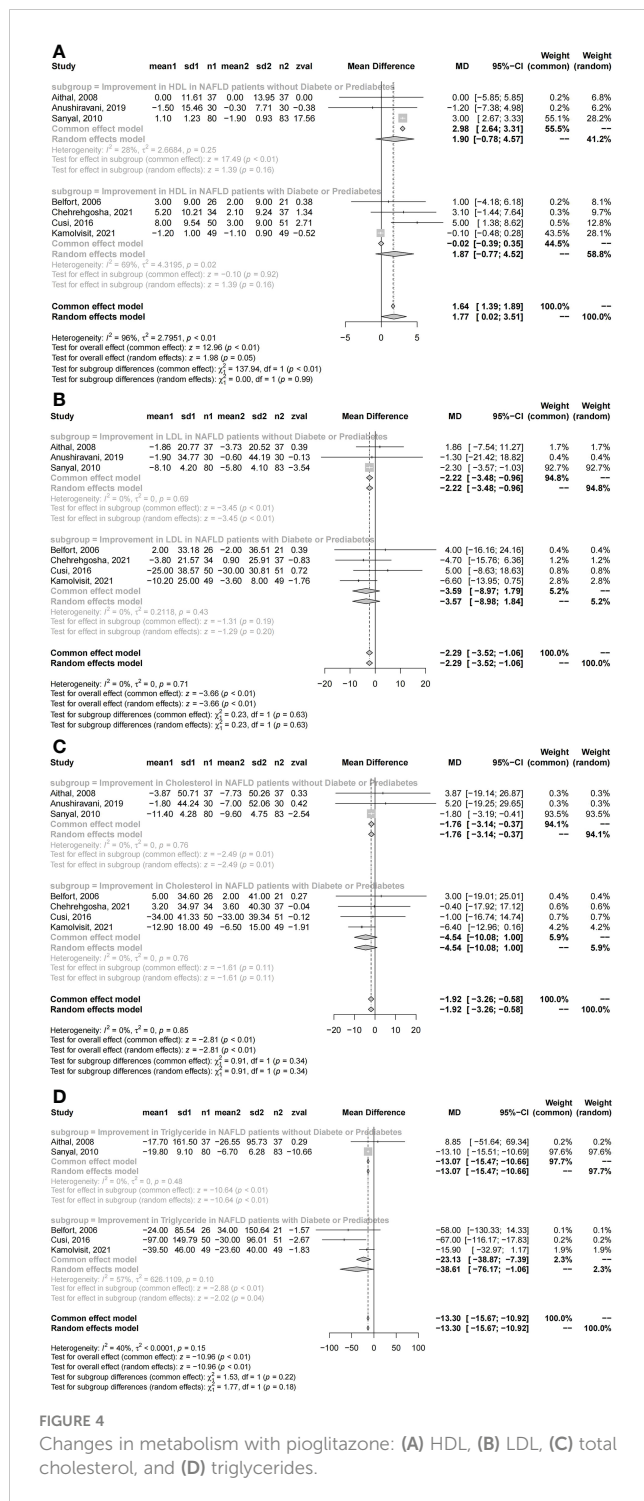 A
Weight Weight
Study mean1 sd1 n1 mean2 sd2 n2 zval Mean Difference MD 95%−CI (common) (random)
subgroup = Improvement in HDL in NAFLD patients without Diabete or Prediabetes
Aithal, 2008 0.00 11.61 37 0.00 13.95 37 0.00 0.00 [−5.85; 5.85] 0.2% 6.8%
Anushiravani, 2019 −1.50 15.46 30 −0.30 7.71 30 −0.38 −1.20 [−7.38; 4.98] 0.2% 6.2%
Sanyal, 2010 1.10 1.23 80 −1.90 0.93 83 17.56 3.00 [2.67; 3.33] 55.1% 28.2%
Common effect model 2.98 [2.64; 3.31] 55.5% −−
Random effects model 1.90 [−0.78; 4.57] −− 41.2%
Heterogeneity: I² = 28%, τ² = 2.6684, p = 0.25
Test for effect in subgroup (common effect): z = 17.49 (p < 0.01)
Test for effect in subgroup (random effects): z = 1.39 (p = 0.16)
subgroup = Improvement in HDL in NAFLD patients with Diabete or Prediabetes
Belfort, 2006 3.00 9.00 26 2.00 9.00 21 0.38 1.00 [−4.18; 6.18] 0.2% 8.1%
Chehrehgosha, 2021 5.20 10.21 34 2.10 9.24 37 1.34 3.10 [−1.44; 7.64] 0.3% 9.7%
Cusi, 2016 8.00 9.54 50 3.00 9.00 51 2.71 5.00 [1.38; 8.62] 0.5% 12.8%
Kamolvisit, 2021 −1.20 1.00 49 −1.10 0.90 49 −0.52 −0.10 [−0.48; 0.28] 43.5% 28.1%
Common effect model −0.02 [−0.39; 0.35] 44.5% −−
Random effects model 1.87 [−0.77; 4.52] −− 58.8%
Heterogeneity: I² = 69%, τ² = 4.3195, p = 0.02
Test for effect in subgroup (common effect): z = −0.10 (p = 0.92)
Test for effect in subgroup (random effects): z = 1.39 (p = 0.16)
Common effect model 1.64 [1.39; 1.89] 100.0% −−
Random effects model 1.77 [0.02; 3.51] −− 100.0%
Heterogeneity: I² = 96%, τ² = 2.7951, p < 0.01
Test for overall effect (common effect): z = 12.96 (p < 0.01)
Test for overall effect (random effects): z = 1.98 (p = 0.05)
Test for subgroup differences (common effect): χ²₁ = 137.94, df = 1 (p < 0.01)
Test for subgroup differences (random effects): χ²₁ = 0.00, df = 1 (p = 0.99)
−5 0 5
B
Weight Weight
Study mean1 sd1 n1 mean2 sd2 n2 zval Mean Difference MD 95%−CI (common) (random)
subgroup = Improvement in LDL in NAFLD patients without Diabete or Prediabetes
Aithal, 2008 −1.86 20.77 37 −3.73 20.52 37 0.39 1.86 [−7.54; 11.27] 1.7% 1.7%
Anushiravani, 2019 −1.90 34.77 30 −0.60 44.19 30 −0.13 −1.30 [−21.42; 18.82] 0.4% 0.4%
Sanyal, 2010 −8.10 4.20 80 −5.80 4.10 83 −3.54 −2.30 [−3.57; −1.03] 92.7% 92.7%
Common effect model −2.22 [−3.48; −0.96] 94.8% −−
Random effects model −2.22 [−3.48; −0.96] −− 94.8%
Heterogeneity: I² = 0%, τ² = 0, p = 0.69
Test for effect in subgroup (common effect): z = −3.45 (p < 0.01)
Test for effect in subgroup (random effects): z = −3.45 (p < 0.01)
subgroup = Improvement in LDL in NAFLD patients with Diabete or Prediabetes
Belfort, 2006 2.00 33.18 26 −2.00 36.51 21 0.39 4.00 [−16.16; 24.16] 0.4% 0.4%
Chehrehgosha, 2021 −3.80 21.57 34 0.90 25.91 37 −0.83 −4.70 [−15.76; 6.36] 1.2% 1.2%
Cusi, 2016 −25.00 38.57 50 −30.00 30.81 51 0.72 5.00 [−8.63; 18.63] 0.8% 0.8%
Kamolvisit, 2021 −10.20 25.00 49 −3.60 8.00 49 −1.76 −6.60 [−13.95; 0.75] 2.8% 2.8%
Common effect model −3.59 [−8.97; 1.79] 5.2% −−
Random effects model −3.57 [−8.98; 1.84] −− 5.2%
Heterogeneity: I² = 0%, τ² = 0.2118, p = 0.43
Test for effect in subgroup (common effect): z = −1.31 (p = 0.19)
Test for effect in subgroup (random effects): z = −1.29 (p = 0.20)
Common effect model −2.29 [−3.52; −1.06] 100.0% −−
Random effects model −2.29 [−3.52; −1.06] −− 100.0%
Heterogeneity: I² = 0%, τ² = 0, p = 0.71
Test for overall effect (common effect): z = −3.66 (p < 0.01)
Test for overall effect (random effects): z = −3.66 (p < 0.01)
Test for subgroup differences (common effect): χ²₁ = 0.23, df = 1 (p = 0.63)
Test for subgroup differences (random effects): χ²₁ = 0.23, df = 1 (p = 0.63)
−20 −10 0 10 20
C
Weight Weight
Study mean1 sd1 n1 mean2 sd2 n2 zval Mean Difference MD 95%−CI (common) (random)
subgroup = Improvement in Cholesterol in NAFLD patients without Diabete or Prediabetes
Aithal, 2008 −3.87 50.71 37 −7.73 50.26 37 0.33 3.87 [−19.14; 26.87] 0.3% 0.3%
Anushiravani, 2019 −1.80 44.24 30 −7.00 52.06 30 0.42 5.20 [−19.25; 29.65] 0.3% 0.3%
Sanyal, 2010 −11.40 4.28 80 −9.60 4.75 83 −2.54 −1.80 [−3.19; −0.41] 93.5% 93.5%
Common effect model −1.76 [−3.14; −0.37] 94.1% −−
Random effects model −1.76 [−3.14; −0.37] −− 94.1%
Heterogeneity: I² = 0%, τ² = 0, p = 0.76
Test for effect in subgroup (common effect): z = −2.49 (p = 0.01)
Test for effect in subgroup (random effects): z = −2.49 (p = 0.01)
subgroup = Improvement in Cholesterol in NAFLD patients with Diabete or Prediabetes
Belfort, 2006 5.00 34.60 26 2.00 41.00 21 0.27 3.00 [−19.01; 25.01] 0.4% 0.4%
Chehrehgosha, 2021 3.20 34.97 34 3.60 40.30 37 −0.04 −0.40 [−17.92; 17.12] 0.6% 0.6%
Cusi, 2016 −34.00 41.33 50 −33.00 39.34 51 −0.12 −1.00 [−16.74; 14.74] 0.7% 0.7%
Kamolvisit, 2021 −12.90 18.00 49 −6.50 15.00 49 −1.91 −6.40 [−12.96; 0.16] 4.2% 4.2%
Common effect model −4.54 [−10.08; 1.00] 5.9% −−
Random effects model −4.54 [−10.08; 1.00] −− 5.9%
Heterogeneity: I² = 0%, τ² = 0, p = 0.76
Test for effect in subgroup (common effect): z = −1.61 (p = 0.11)
Test for effect in subgroup (random effects): z = −1.61 (p = 0.11)
Common effect model −1.92 [−3.26; −0.58] 100.0% −−
Random effects model −1.92 [−3.26; −0.58] −− 100.0%
Heterogeneity: I² = 0%, τ² = 0, p = 0.85
Test for overall effect (common effect): z = −2.81 (p < 0.01)
Test for overall effect (random effects): z = −2.81 (p < 0.01)
Test for subgroup differences (common effect): χ²₁ = 0.91, df = 1 (p = 0.34)
Test for subgroup differences (random effects): χ²₁ = 0.91, df = 1 (p = 0.34)
−20 −10 0 10 20
D
Weight Weight
Study mean1 sd1 n1 mean2 sd2 n2 zval Mean Difference MD 95%−CI (common) (random)
subgroup = Improvement in Triglyceride in NAFLD patients without Diabete or Prediabetes
Aithal, 2008 −17.70 161.50 37 −26.55 95.73 37 0.29 8.85 [−51.64; 69.34] 0.2% 0.2%
Sanyal, 2010 −19.80 9.10 80 −6.70 6.28 83 −10.66 −13.10 [−15.51; −10.69] 97.6% 97.6%
Common effect model −13.07 [−15.47; −10.66] 97.7% −−
Random effects model −13.07 [−15.47; −10.66] −− 97.7%
Heterogeneity: I² = 0%, τ² = 0, p = 0.48
Test for effect in subgroup (common effect): z = −10.64 (p < 0.01)
Test for effect in subgroup (random effects): z = −10.64 (p < 0.01)
subgroup = Improvement in Triglyceride in NAFLD patients with Diabete or Prediabetes
Belfort, 2006 −24.00 85.54 26 34.00 150.64 21 −1.57 −58.00 [−130.33; 14.33] 0.1% 0.1%
Cusi, 2016 −97.00 149.79 50 −30.00 96.01 51 −2.67 −67.00 [−116.17; −17.83] 0.2% 0.2%
Kamolvisit, 2021 −39.50 46.00 49 −23.60 40.00 49 −1.83 −15.90 [−32.97; 1.17] 1.9% 1.9%
Common effect model −23.13 [−38.87; −7.39] 2.3% −−
Random effects model −38.61 [−76.17; −1.06] −− 2.3%
Heterogeneity: I² = 57%, τ² = 626.1109, p = 0.10
Test for effect in subgroup (common effect): z = −2.88 (p < 0.01)
Test for effect in subgroup (random effects): z = −2.02 (p = 0.04)
Common effect model −13.30 [−15.67; −10.92] 100.0% −−
Random effects model −13.30 [−15.67; −10.92] −− 100.0%
Heterogeneity: I² = 40%, τ² < 0.0001, p = 0.15
Test for overall effect (common effect): z = −10.96 (p < 0.01)
Test for overall effect (random effects): z = −10.96 (p < 0.01)
Test for subgroup differences (common effect): χ²₁ = 1.53, df = 1 (p = 0.22)
Test for subgroup differences (random effects): χ²₁ = 1.77, df = 1 (p = 0.18)
−100 −50 0 50 100
FIGURE 4
Changes in metabolism with pioglitazone: (A) HDL, (B) LDL, (C) total
cholesterol, and (D) triglycerides.